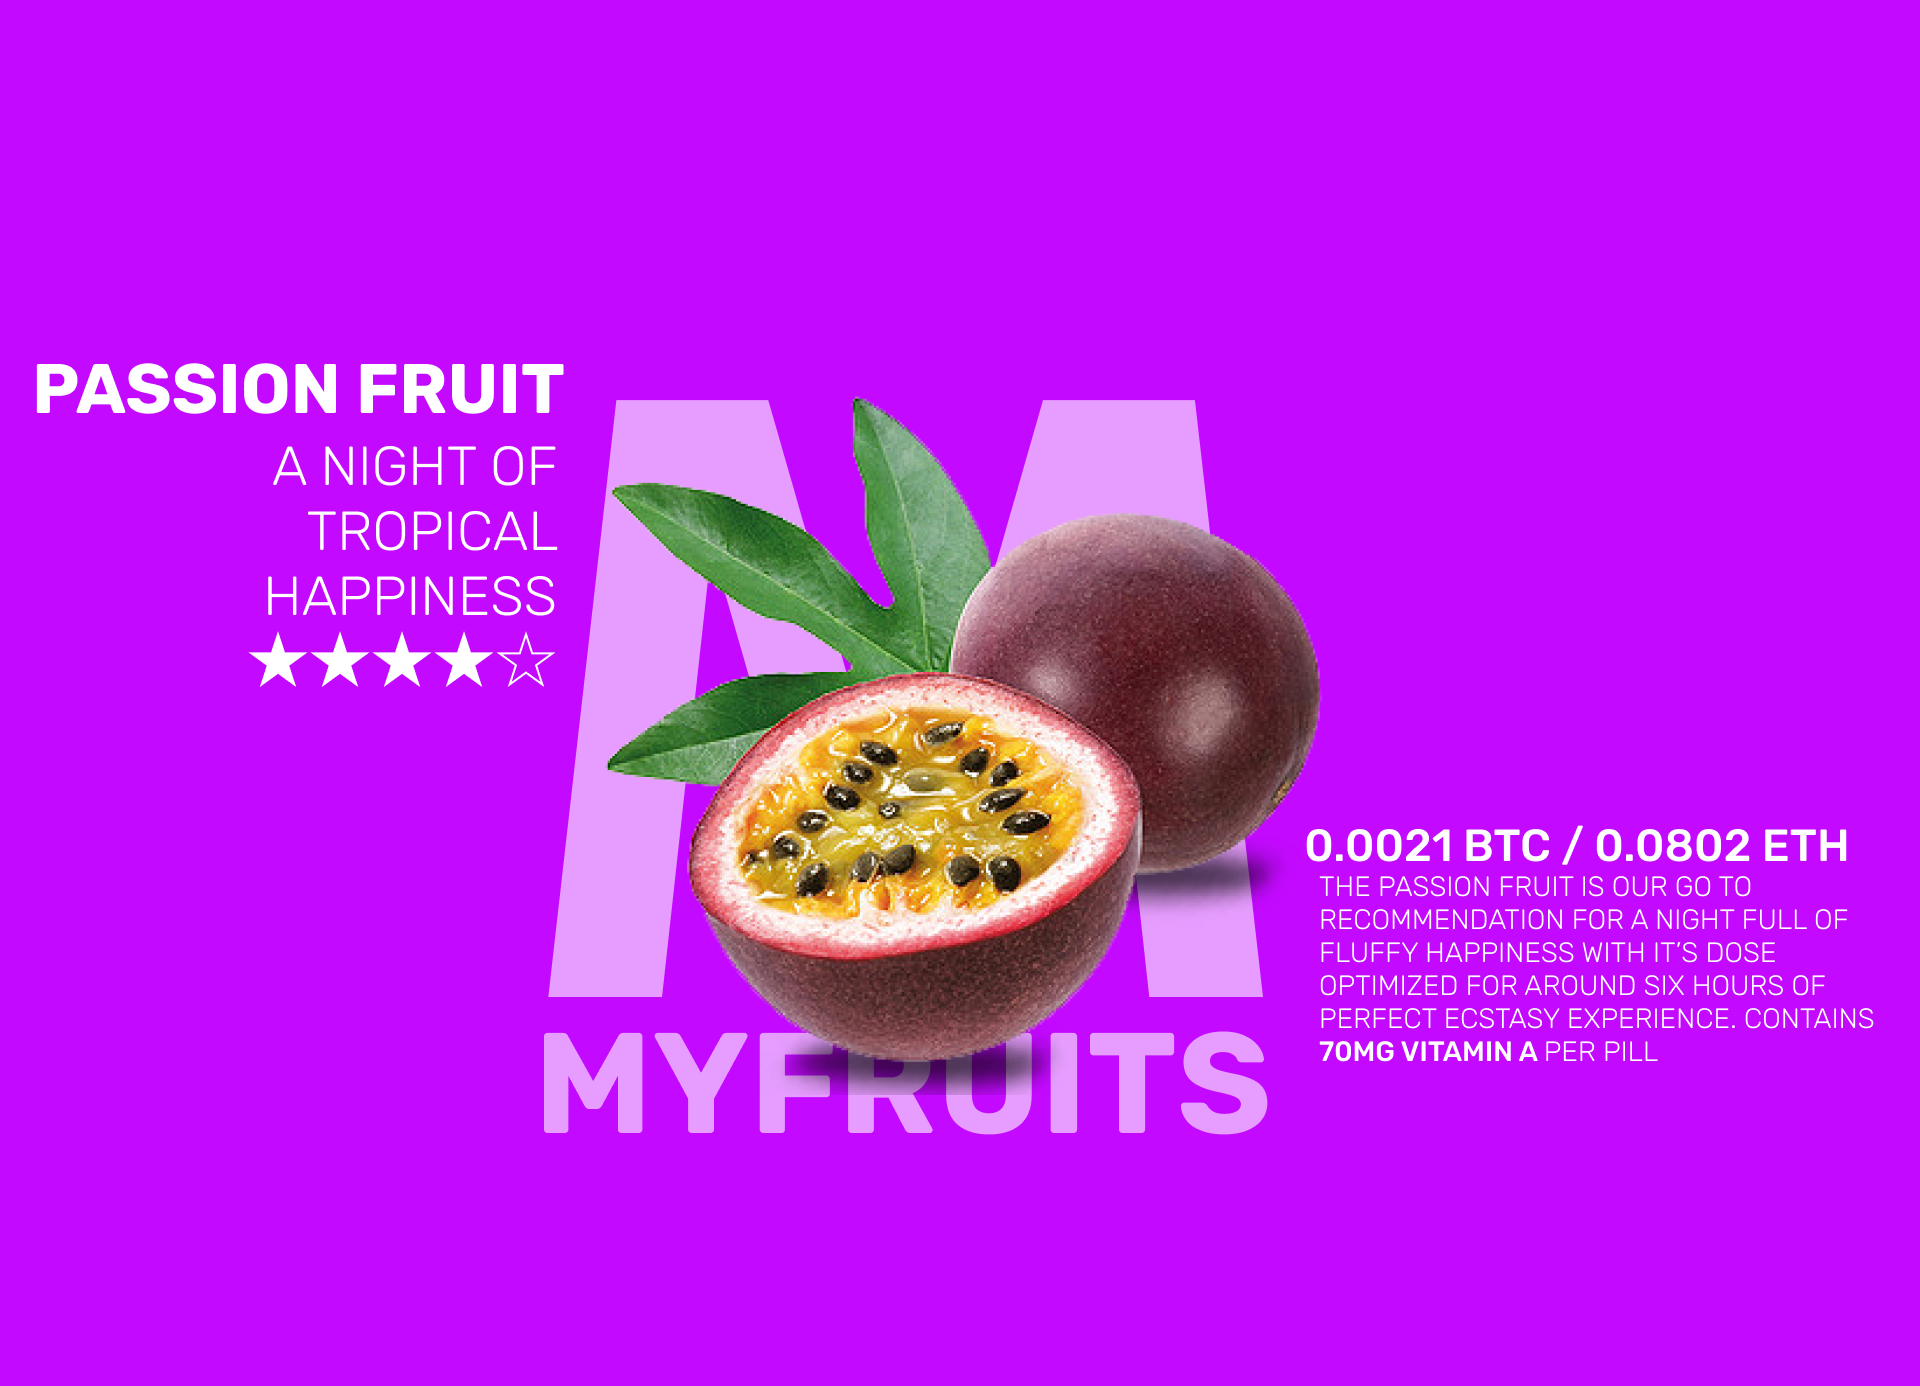 PASSION FRUIT
A NIGHT OF
TROPICAL
HAPPINESS
M
MYFRUITS
0.0021 BTC / 0.0802 ETH
THE PASSION FRUIT IS OUR GO TO
RECOMMENDATION FOR A NIGHT FULL OF
FLUFFY HAPPINESS WITH IT’S DOSE
OPTIMIZED FOR AROUND SIX HOURS OF
PERFECT ECSTASY EXPERIENCE. CONTAINS
70MG VITAMIN A PER PILL